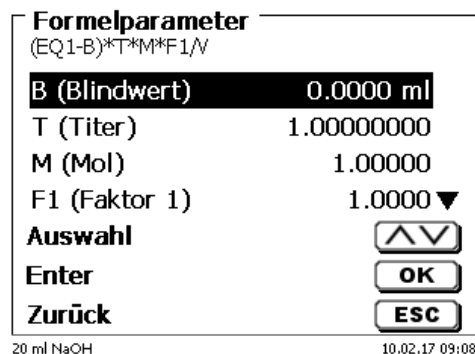 Formelparameter
(EQ1-B)*T*M*F1/V
B (Blindwert) 0.0000 ml
T (Titer) 1.00000000
M (Mol) 1.00000
F1 (Faktor 1) 1.0000 ▼
Auswahl
Enter OK
Zurück ESC
20 ml NaOH 10.02.17 09:08